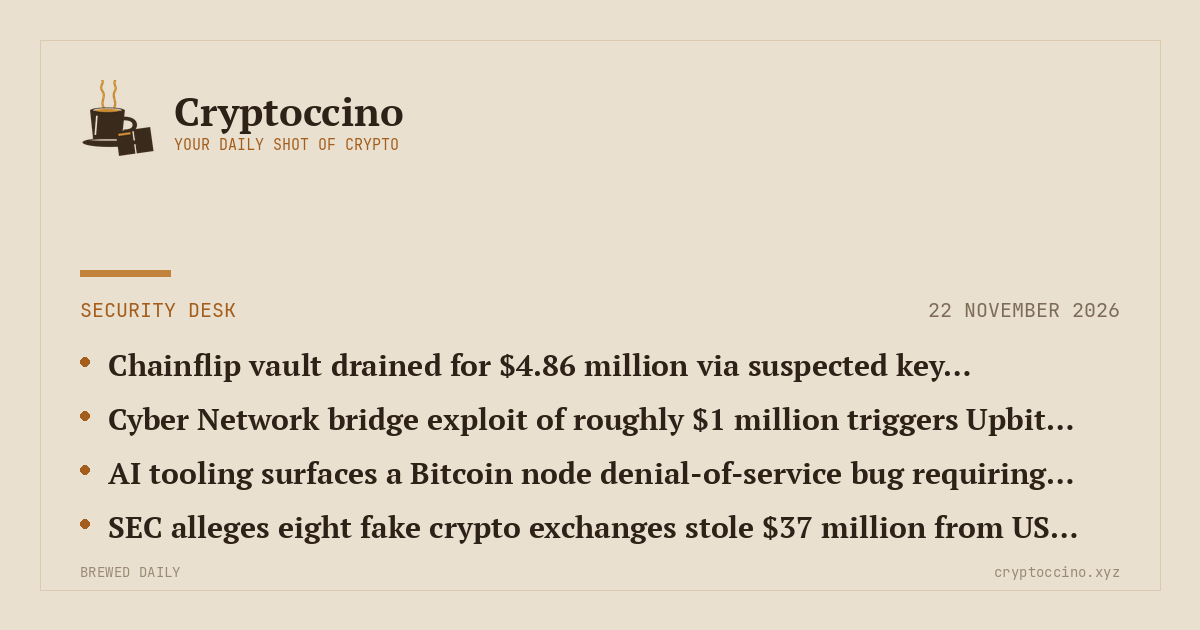 Cryptoccino
YOUR DAILY SHOT OF CRYPTO
SECURITY DESK
22 NOVEMBER 2026
Chainflip vault drained for $4.86 million via suspected key...
Cyber Network bridge exploit of roughly $1 million triggers Upbit...
AI tooling surfaces a Bitcoin node denial-of-service bug requiring...
SEC alleges eight fake crypto exchanges stole $37 million from US...
BREWED DAILY
cryptoccino.xyz